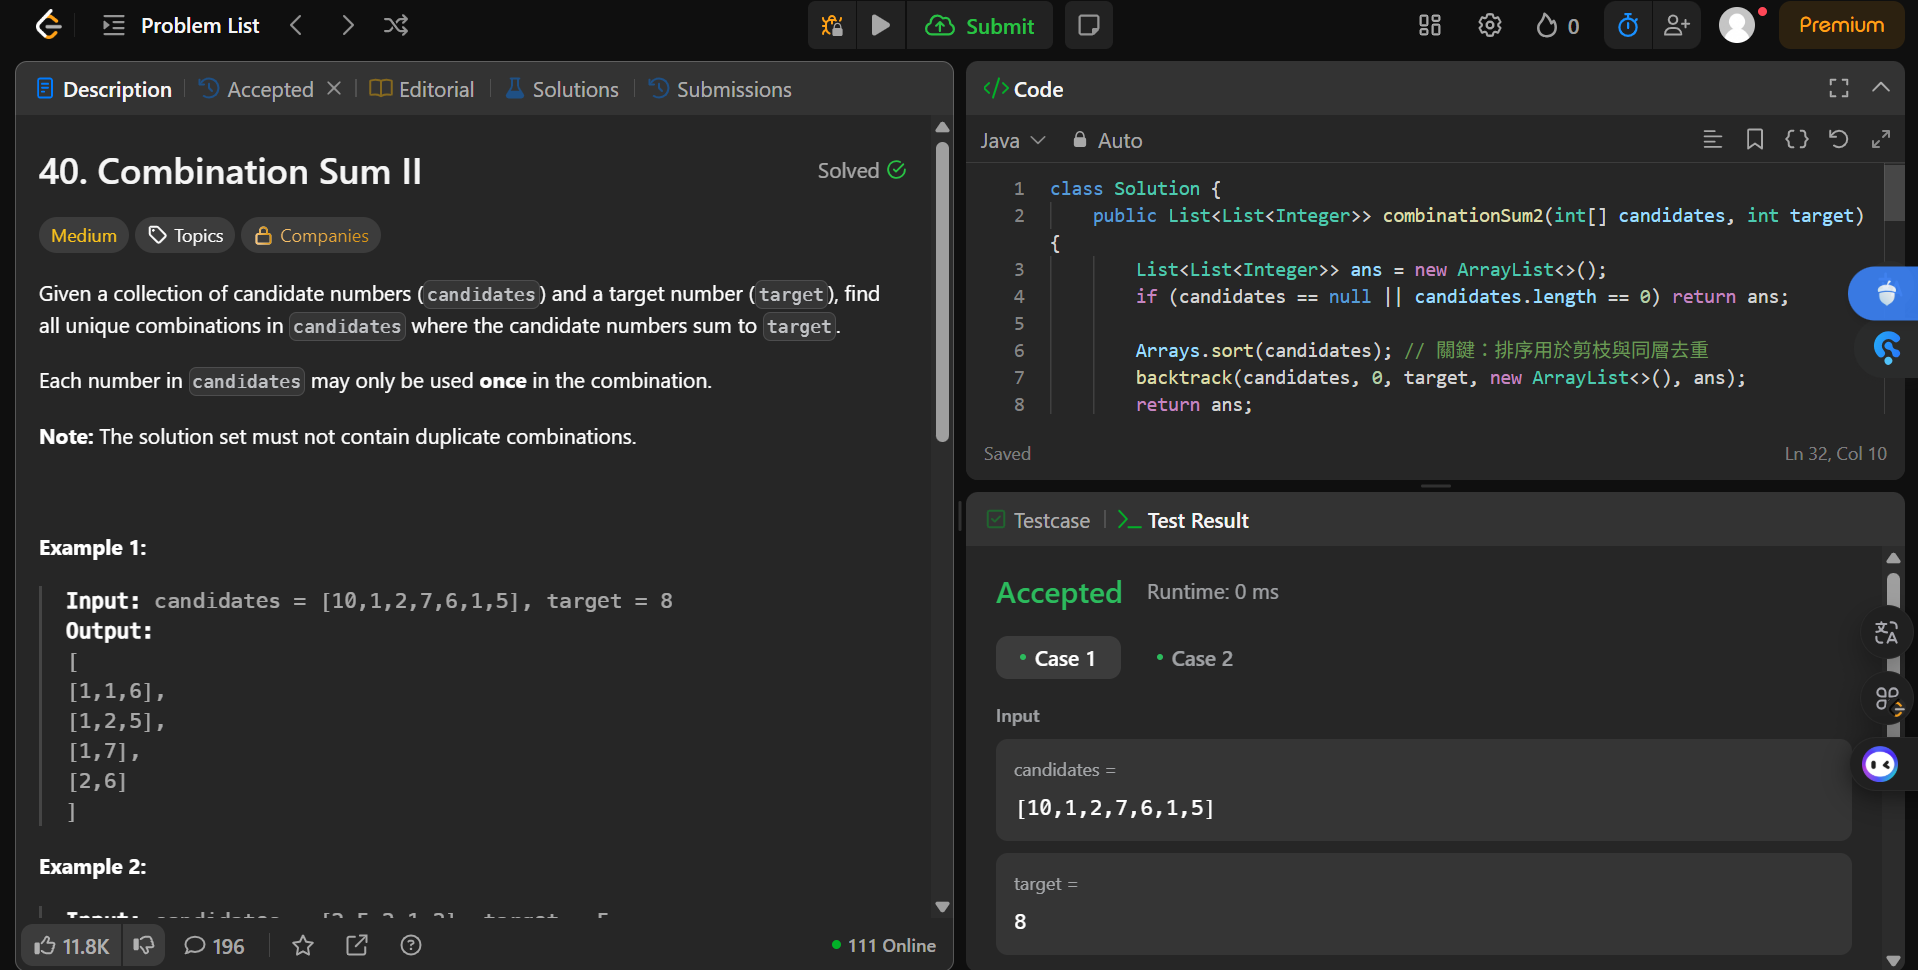 Problem List
Submit
0
Premium
Description
Accepted
Editorial
Solutions
Submissions
40. Combination Sum II
Solved
Medium
Topics
Companies
Given a collection of candidate numbers (candidates) and a target number (target), find
all unique combinations in candidates where the candidate numbers sum to target.
Each number in candidates may only be used once in the combination.
Note: The solution set must not contain duplicate combinations.
Example 1:
Input: candidates = [10,1,2,7,6,1,5], target = 8
Output:
[
[1,1,6],
[1,2,5],
[1,7],
[2,6]
]
Example 2:
11.8K
196
111 Online
</> Code
Java
Auto
1 class Solution {
2 public List<List<Integer>> combinationSum2(int[] candidates, int target)
{
3 List<List<Integer>> ans = new ArrayList<>();
4 if (candidates == null || candidates.length == 0) return ans;
5
6 Arrays.sort(candidates); // 關鍵：排序用於剪枝與同層去重
7 backtrack(candidates, 0, target, new ArrayList<>(), ans);
8 return ans;
Saved
Ln 32, Col 10
Testcase
Test Result
Accepted
Runtime: 0 ms
Case 1
Case 2
Input
candidates =
[10,1,2,7,6,1,5]
target =
8